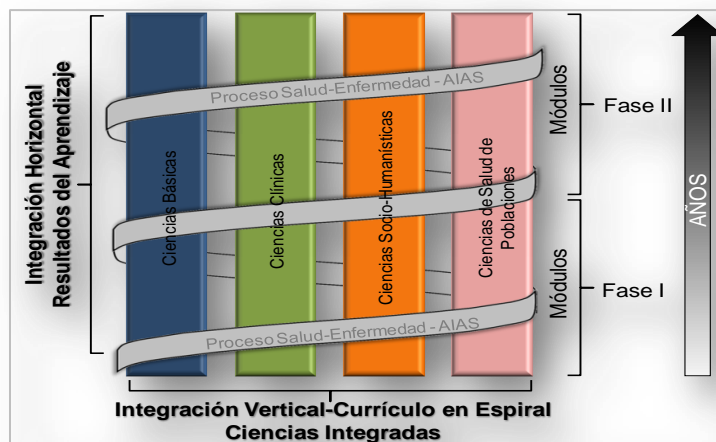 Integración Horizontal
Resultados del Aprendizaje
Proceso Salud-Enfermedad - AIAS
Ciencias Básicas
Ciencias Clínicas
Ciencias Socio-Humanísticas
Ciencias de Salud de
Poblaciones
Proceso Salud-Enfermedad - AIAS
Módulos
Fase II
Módulos
Fase I
AÑOS
Integración Vertical-Currículo en Espiral
Ciencias Integradas